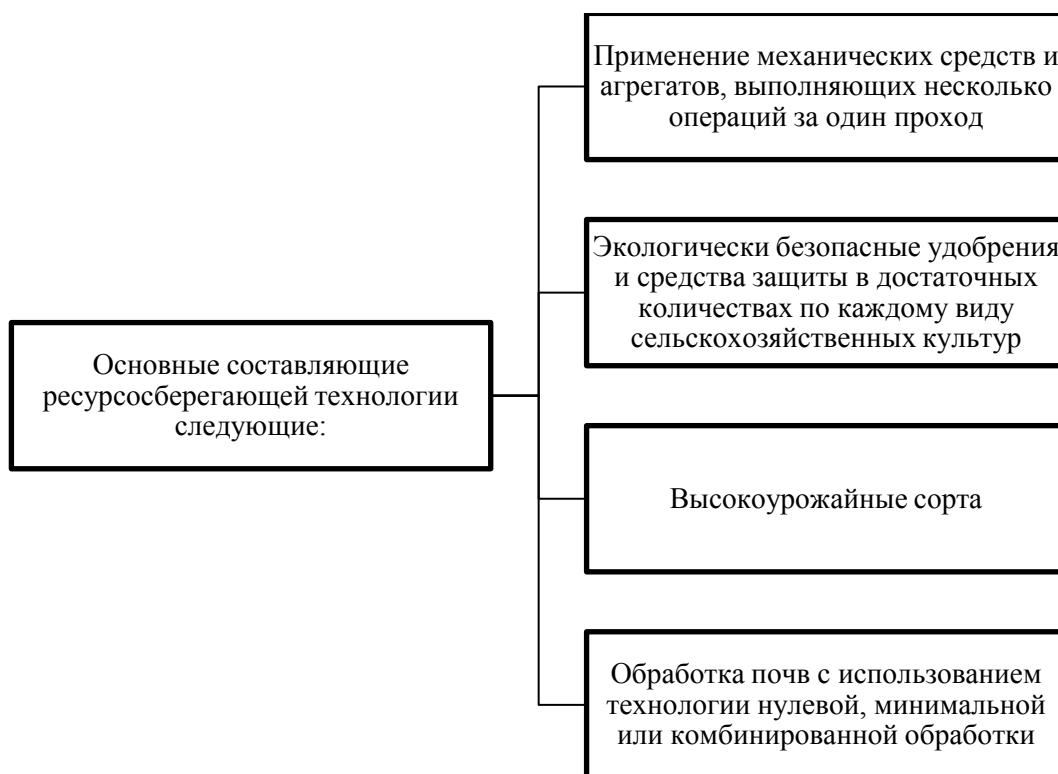 Применение механических средств и
агрегатов, выполняющих несколько
операций за один проход
Экологически безопасные удобрения
и средства защиты в достаточных
количествах по каждому виду
сельскохозяйственных культур
Основные составляющие
ресурсосберегающей технологии
следующие:
Высокоурожайные сорта
Обработка почв с использованием
технологии нулевой, минимальной
или комбинированной обработки